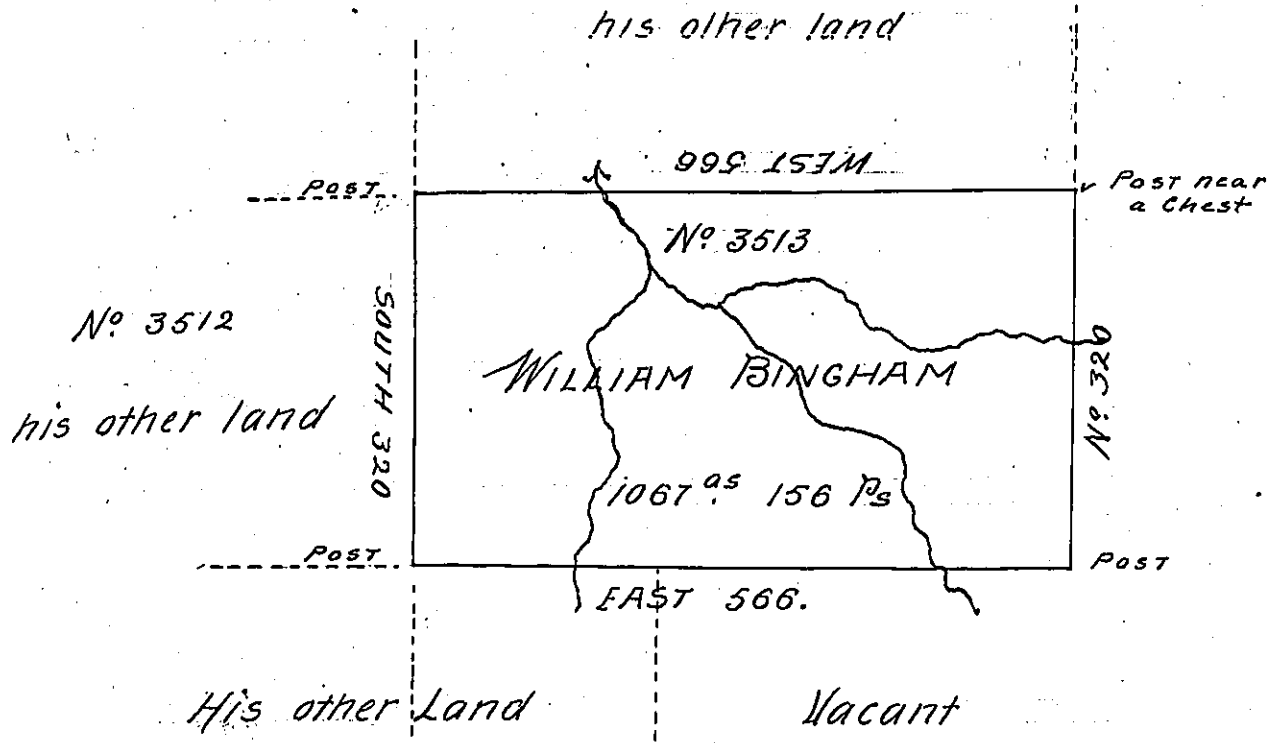 his other land
WEST 566
POST
Post near
a Chest
Nº 3513
Nº 3512
his other land
SOUTH 320
WILLIAM BINGHAM
Nº 320
1067 as 156 Ps
POST
POST
EAST 566.
His other Land
Vacant